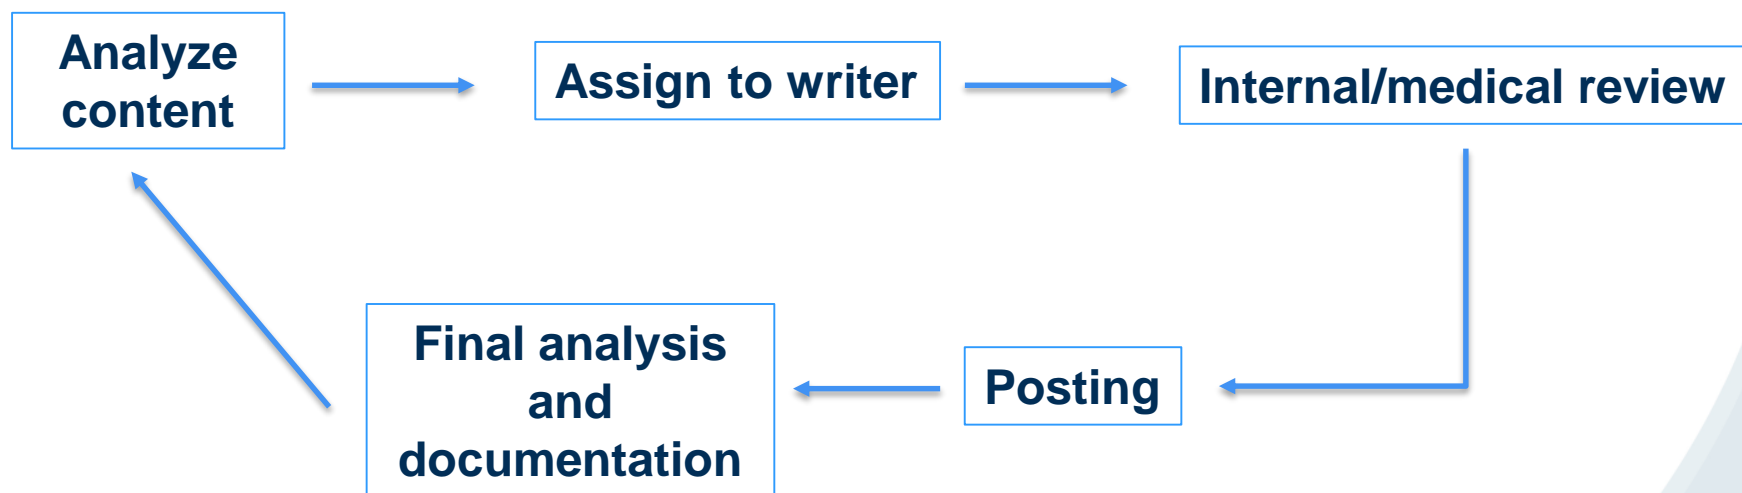 Analyze
content
Assign to writer
Internal/medical review
Posting
Final analysis
and
documentation